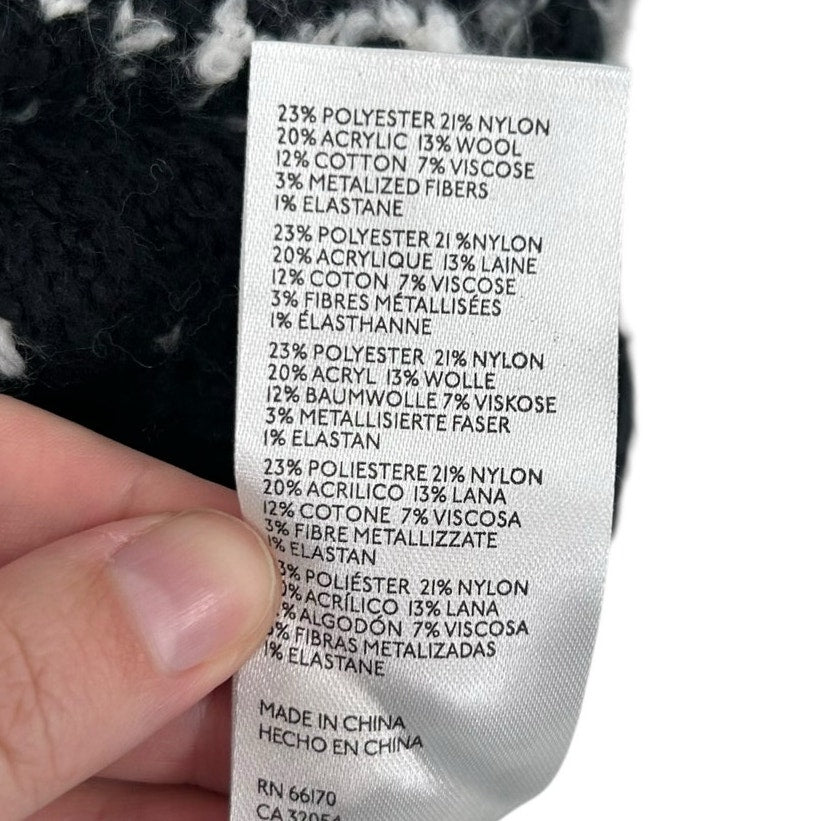 23% POLYESTER 21% NYLON
20% ACRYLIC 13% WOOL
12% COTTON 7% VISCOSE
3% METALIZED FIBERS
1% ELASTANE
23% POLYESTER 21 %NYLON
20% ACRYLIQUE 13% LAINE
12% COTON 7% VISCOSE
3% FIBRES MÉTALLISÉES
1% ÉLASTHANNE
23% POLYESTER 21% NYLON
20% ACRYL 13% WOLLE
12% BAUMWOLLE 7% VISKOSE
3% METALLISIERTE FASER
1% ELASTAN
23% POLIESTERE 21% NYLON
20% ACRILICO 13% LANA
12% COTONE 7% VISCOSA
3% FIBRE METALLIZZATE
1% ELASTAN
3% POLIÉSTER 21% NYLON
% ACRÍLICO 13% LANA
% ALGODÓN 7% VISCOSA
% FIBRAS METALIZADAS
1% ELASTANE
MADE IN CHINA
HECHO EN CHINA
RN 66170
CA